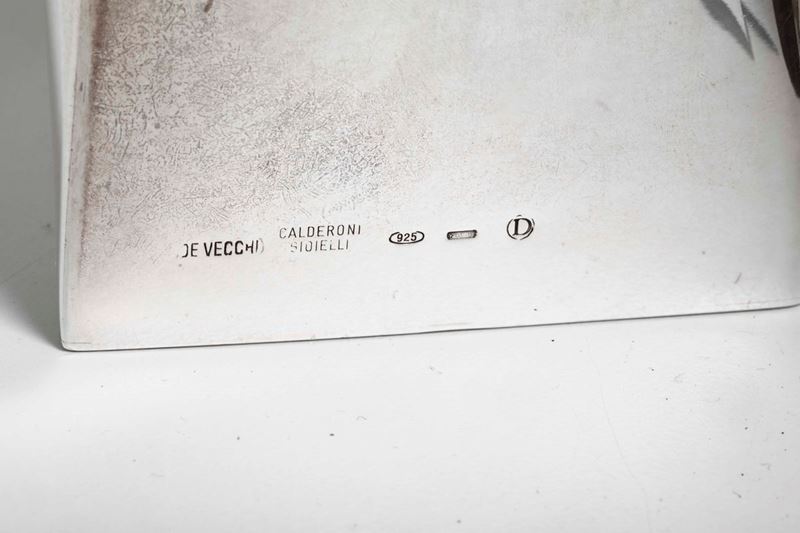 DE VECCHI
CALDERONI
GIOIELLI
925
D